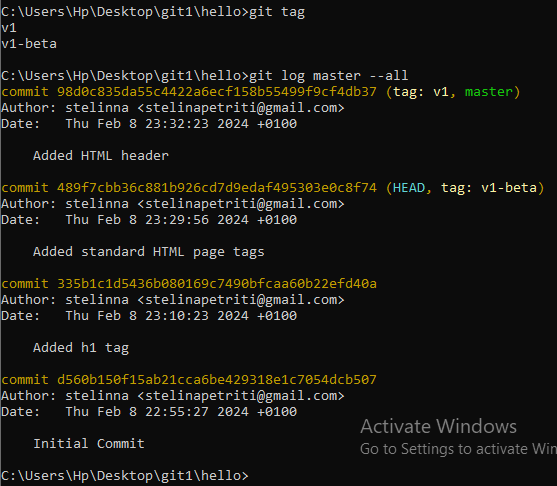 C:\Users\Hp\Desktop\git1\hello>git tag
v1
v1-beta
C:\Users\Hp\Desktop\git1\hello>git log master --all
commit 98d0c835da55c4422a6ecf158b55499f9cf4db37 (tag: v1, master)
Author: stelinna <stelinapetriti@gmail.com>
Date:   Thu Feb 8 23:32:23 2024 +0100
Added HTML header
commit 489f7cbb36c881b926cd7d9edaf495303e0c8f74 (HEAD, tag: v1-beta)
Author: stelinna <stelinapetriti@gmail.com>
Date:   Thu Feb 8 23:29:56 2024 +0100
Added standard HTML page tags
commit 335b1c1d5436b080169c7490bfcaa60b22efd40a
Author: stelinna <stelinapetriti@gmail.com>
Date:   Thu Feb 8 23:10:23 2024 +0100
Added h1 tag
commit d560b150f15ab21cca6be429318e1c7054dcb507
Author: stelinna <stelinapetriti@gmail.com>
Date:   Thu Feb 8 22:55:27 2024 +0100
Initial Commit
Activate Windows
Go to Settings to activate Win
C:\Users\Hp\Desktop\git1\hello>